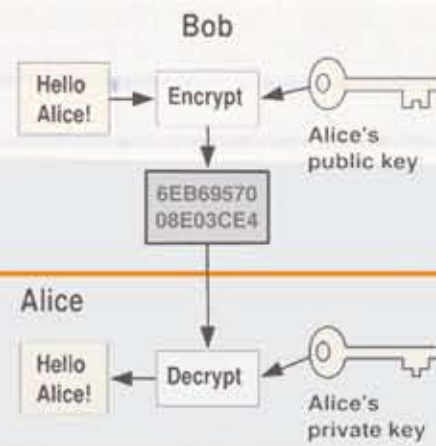 Bob
Hello
Alice!
Encrypt
Alice's
public key
6EB69570
08E03CE4
Alice
Hello
Alice!
Decrypt
Alice's
private key